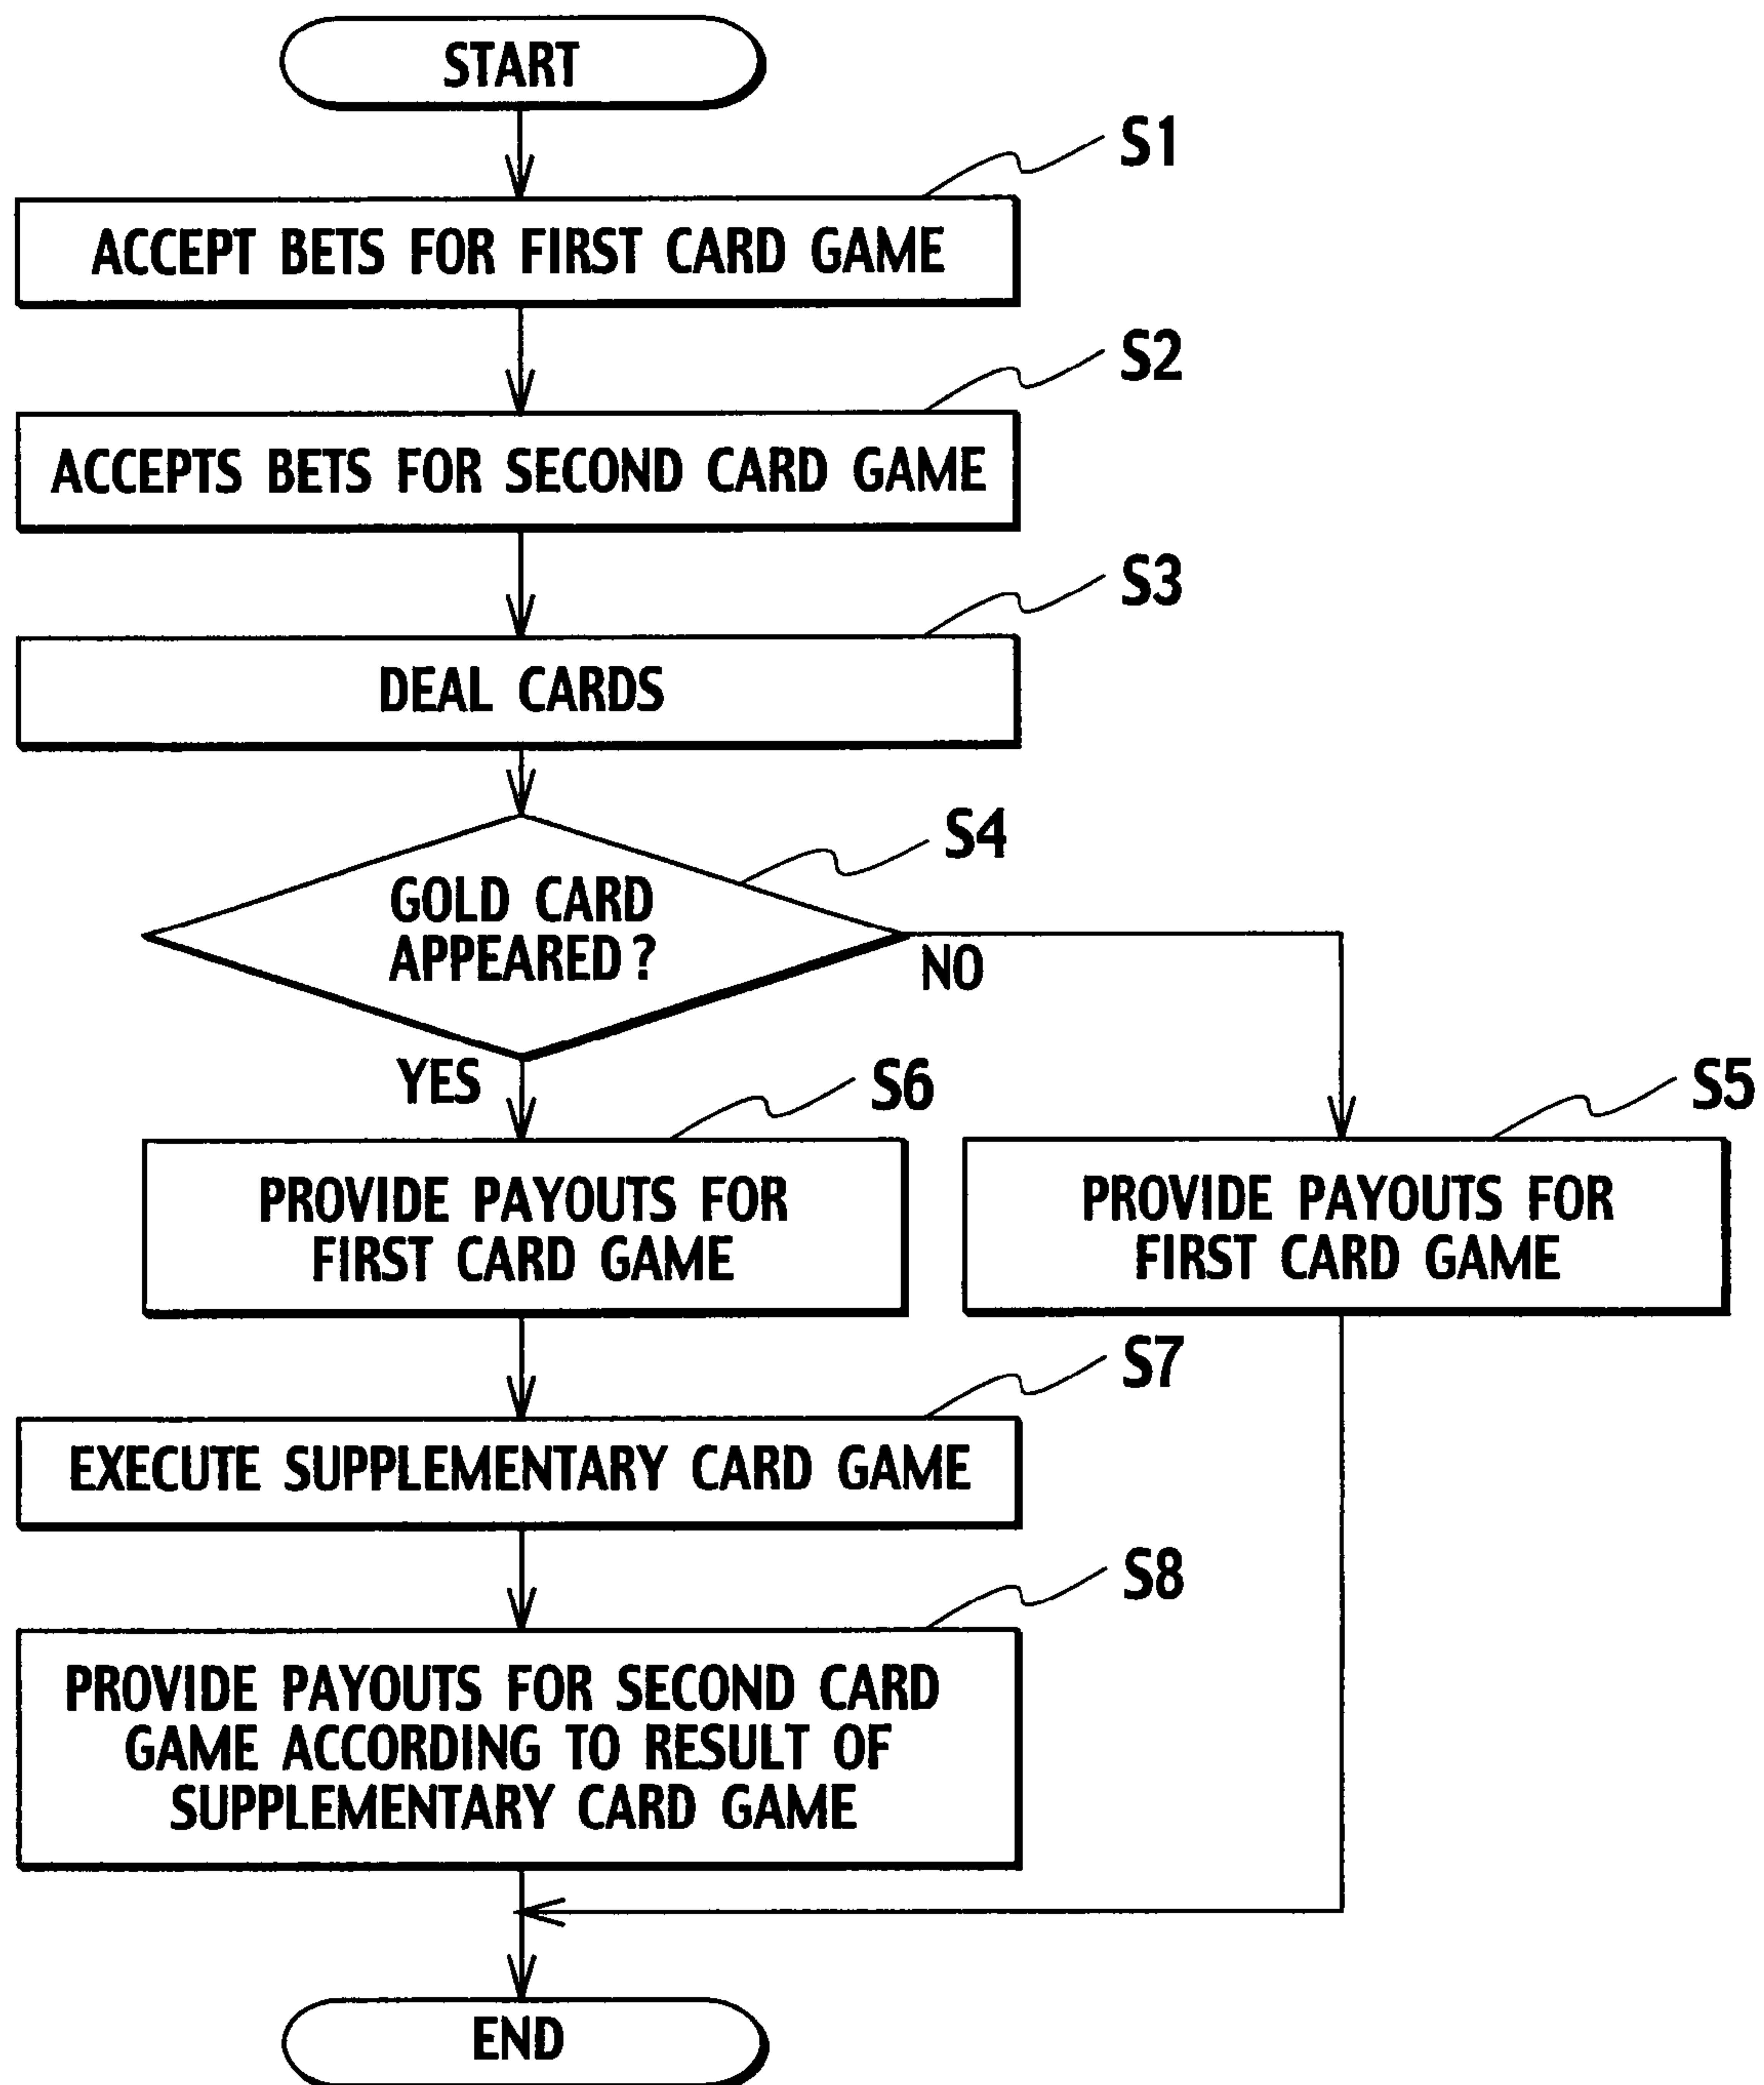 START
S1
ACCEPT BETS FOR FIRST CARD GAME
S2
ACCEPTS BETS FOR SECOND CARD GAME
S3
DEAL CARDS
S4
GOLD CARD
APPEARED?
NO
YES
S6
PROVIDE PAYOUTS FOR
FIRST CARD GAME
S5
PROVIDE PAYOUTS FOR
FIRST CARD GAME
S7
EXECUTE SUPPLEMENTARY CARD GAME
S8
PROVIDE PAYOUTS FOR SECOND CARD
GAME ACCORDING TO RESULT OF
SUPPLEMENTARY CARD GAME
END